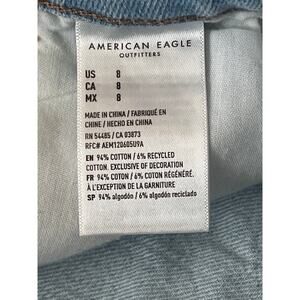 AMERICAN EAGLE
OUTFITTERS
US 8
CA 8
MX 8
MADE IN CHINA / FABRIQUÉ EN
CHINE / HECHO EN CHINA
RN 54485 / CA 03873
RFC# AEM120605U9A
EN 94% COTTON / 6% RECYCLED
COTTON. EXCLUSIVE OF DECORATION
FR 94% COTON / 6% COTON RÉGÉNÉRÉ.
À L'EXCEPTION DE LA GARNITURE
SP 94% algodón / 6% algodón reciclado